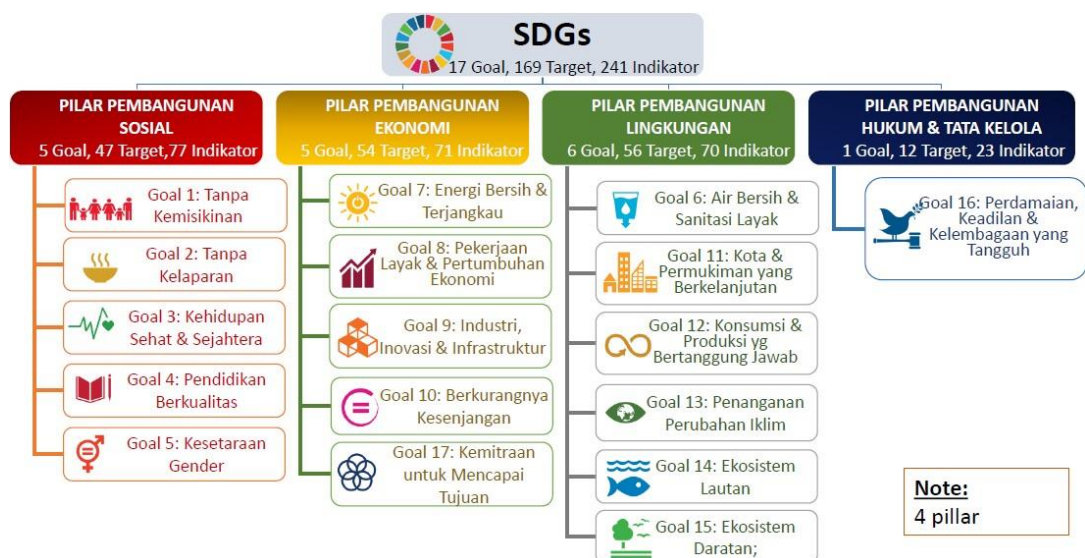 SDGs
17 Goal, 169 Target, 241 Indikator
PILAR PEMBANGUNAN
SOSIAL
5 Goal, 47 Target,77 Indikator
Goal 1: Tanpa
Kemisikinan
Goal 2: Tanpa
Kelaparan
Goal 3: Kehidupan
Sehat & Sejahtera
Goal 4: Pendidikan
Berkualitas
Goal 5: Kesetaraan
Gender
PILAR PEMBANGUNAN
EKONOMI
5 Goal, 54 Target, 71 Indikator
Goal 7: Energi Bersih &
Terjangkau
Goal 8: Pekerjaan
Layak & Pertumbuhan
Ekonomi
Goal 9: Industri,
Inovasi & Infrastruktur
Goal 10: Berkurangnya
Kesenjangan
Goal 17: Kemitraan
untuk Mencapai
Tujuan
PILAR PEMBANGUNAN
LINGKUNGAN
6 Goal, 56 Target, 70 Indikator
Goal 6: Air Bersih &
Sanitasi Layak
Goal 11: Kota &
Permukiman yang
Berkelanjutan
Goal 12: Konsumsi &
Produksi yg
Bertanggung Jawab
Goal 13: Penanganan
Perubahan Iklim
Goal 14: Ekosistem
Lautan
Goal 15: Ekosistem
Daratan;
PILAR PEMBANGUNAN
HUKUM & TATA KELOLA
1 Goal, 12 Target, 23 Indikator
Goal 16: Perdamaian,
Keadilan &
Kelembagaan yang
Tangguh
Note:
4 pillar